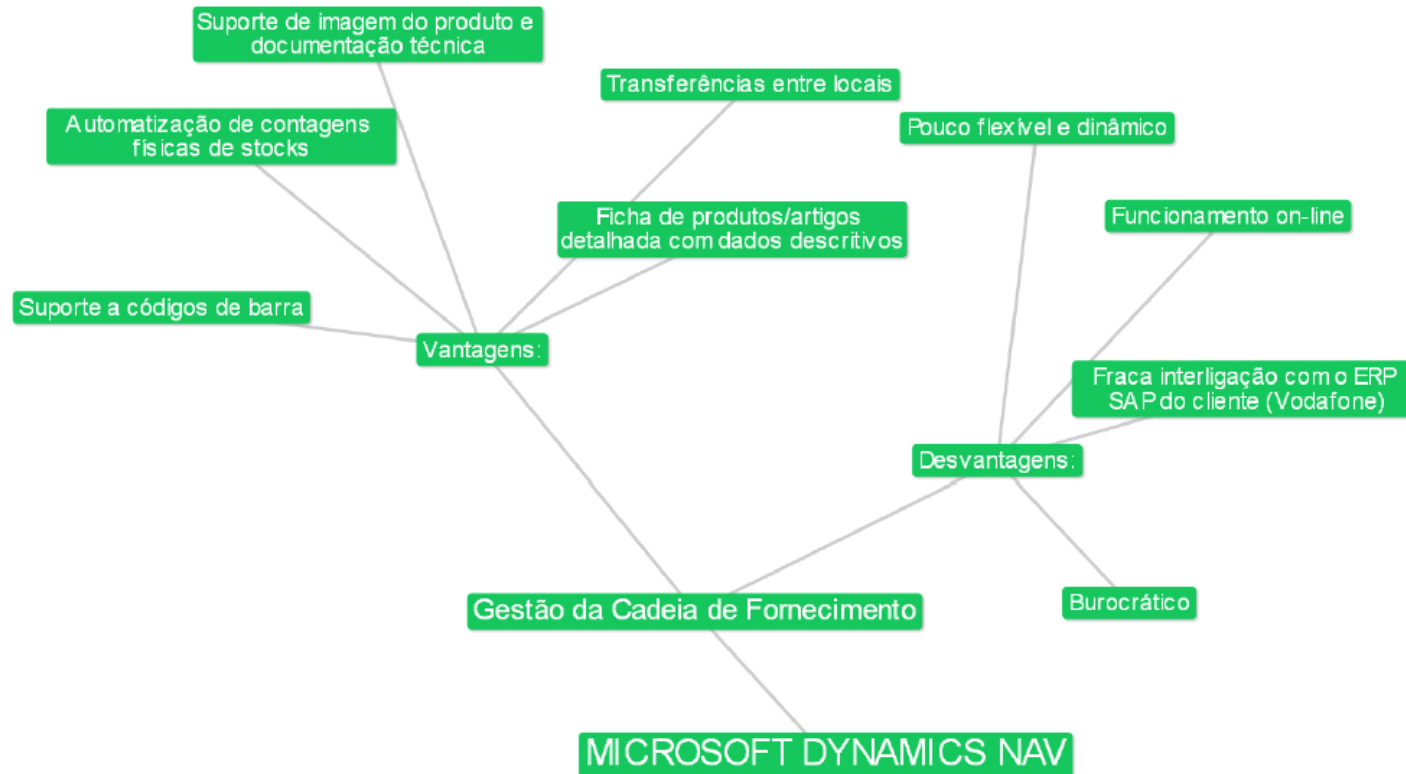 Suporte de imagem do produto e
documentação técnica
Transferências entre locais
Automatização de contagens
físicas de stocks
Pouco flexível e dinâmico
Ficha de produtos/artigos
detalhada com dados descritivos
Funcionamento on-line
Suporte a códigos de barra
Vantagens:
Fraca interligação com o ERP
SAP do cliente (Vodafone)
Desvantagens:
Burocrático
Gestão da Cadeia de Fornecimento
MICROSOFT DYNAMICS NAV